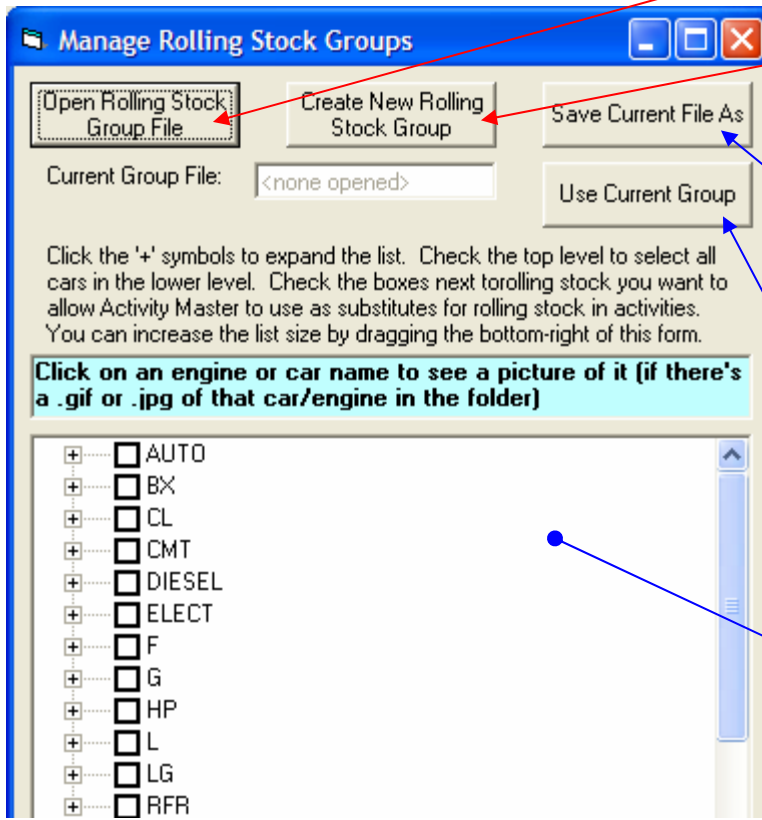 Manage Rolling Stock Groups
Open Rolling Stock
Group File
Create New Rolling
Stock Group
Save Current File As
Current Group File:
<none opened>
Use Current Group
Click the '+' symbols to expand the list. Check the top level to select all
cars in the lower level. Check the boxes next torolling stock you want to
allow Activity Master to use as substitutes for rolling stock in activities.
You can increase the list size by dragging the bottom-right of this form.
Click on an engine or car name to see a picture of it (if there's
a .gif or .jpg of that car/engine in the folder)
AUTO
BX
CL
CMT
DIESEL
ELECT
F
G
HP
L
LG
RFR